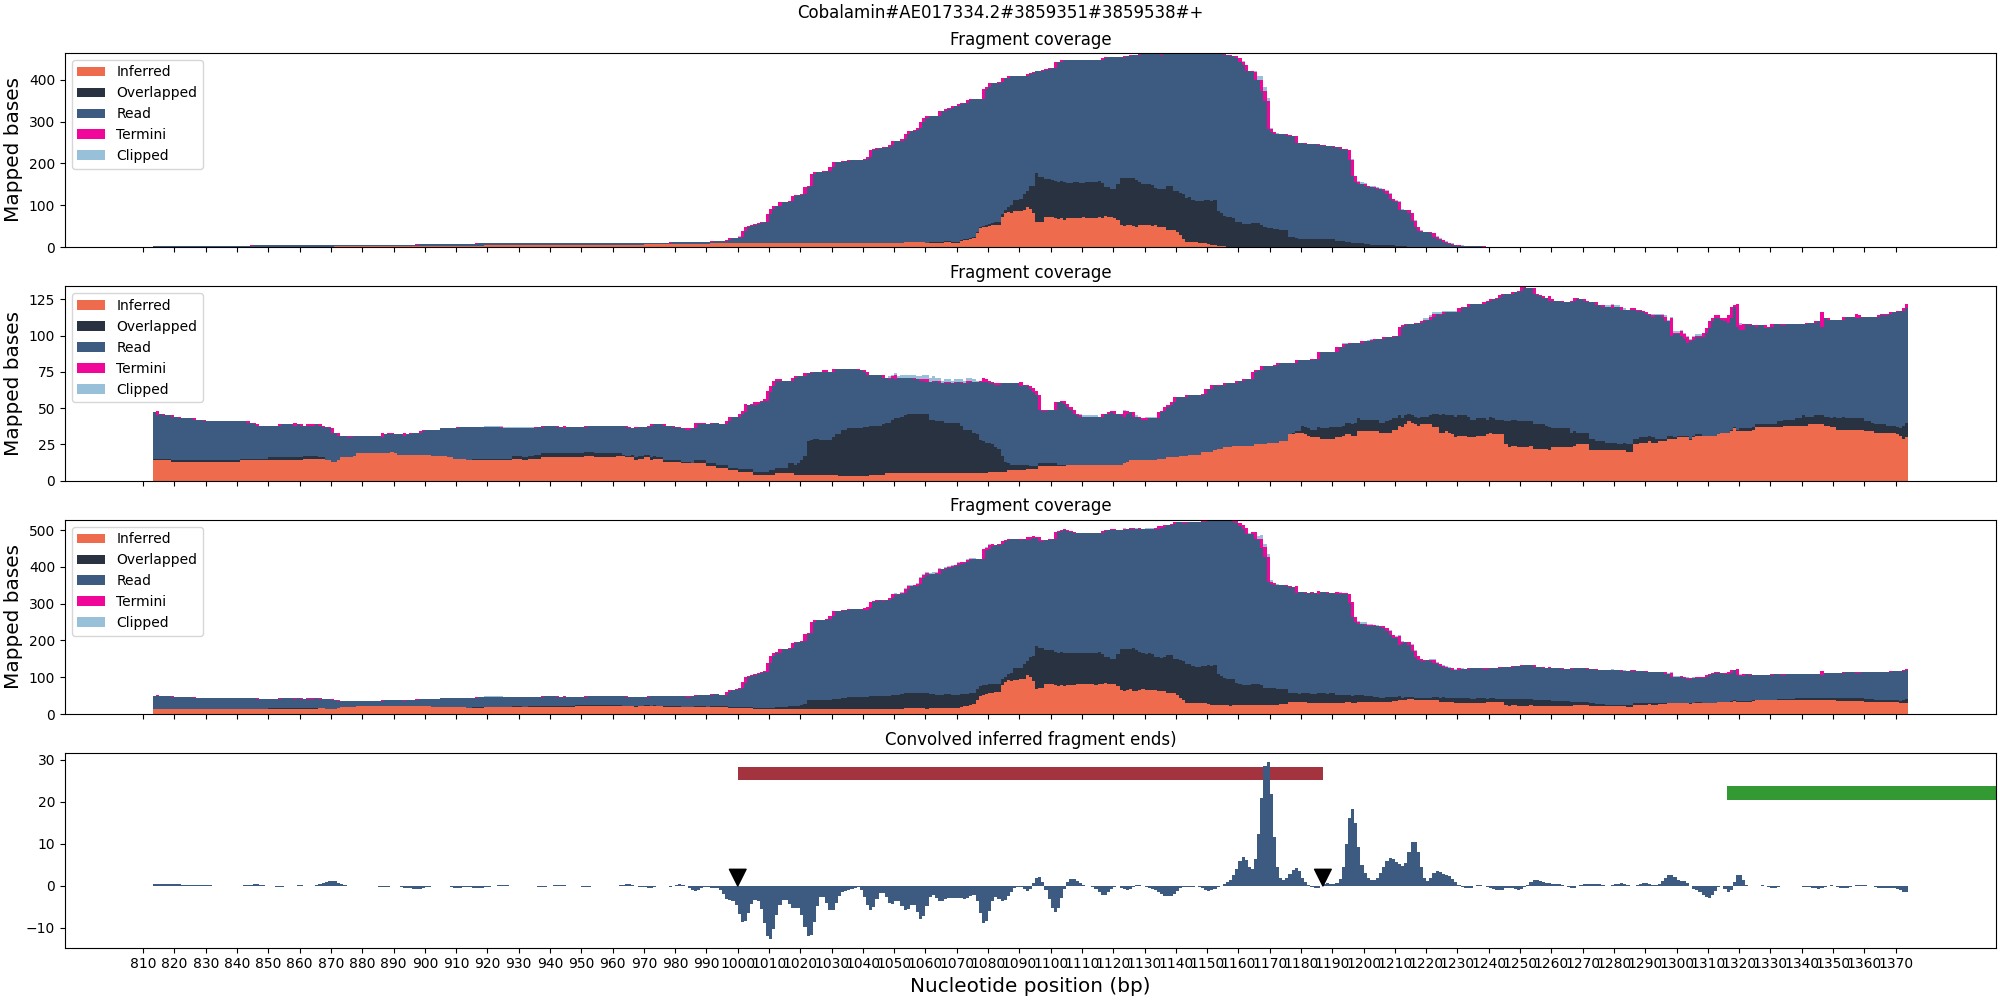 Cobalamin#AE017334.2#3859351#3859538#+
Fragment coverage
Mapped bases
400
300
200
100
0
Inferred
Overlapped
Read
Termini
Clipped
Fragment coverage
Mapped bases
125
100
75
50
25
0
Inferred
Overlapped
Read
Termini
Clipped
Fragment coverage
Mapped bases
500
400
300
200
100
0
Inferred
Overlapped
Read
Termini
Clipped
Convolved inferred fragment ends)
30
20
10
0
−10
810 820 830 840 850 860 870 880 890 900 910 920 930 940 950 960 970 980 990 1000 1010 1020 1030 1040 1050 1060 1070 1080 1090 1100 1110 1120 1130 1140 1150 1160 1170 1180 1190 1200 1210 1220 1230 1240 1250 1260 1270 1280 1290 1300 1310 1320 1330 1340 1350 1360 1370
Nucleotide position (bp)